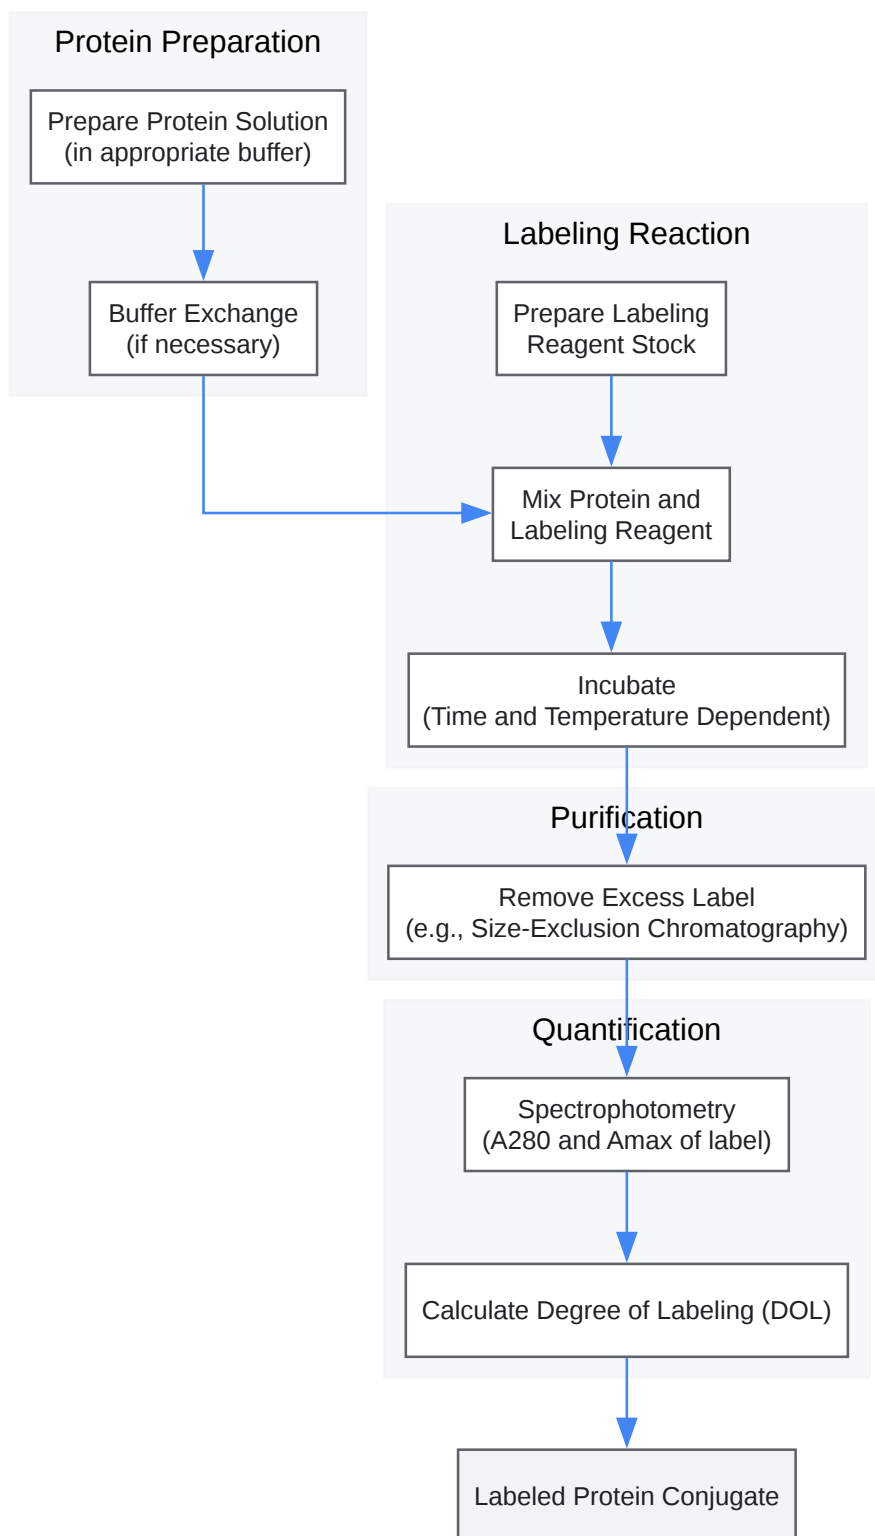 Protein Preparation
Prepare Protein Solution
(in appropriate buffer)
Buffer Exchange
(if necessary)
Labeling Reaction
Prepare Labeling
Reagent Stock
Mix Protein and
Labeling Reagent
Incubate
(Time and Temperature Dependent)
Purification
Remove Excess Label
(e.g., Size-Exclusion Chromatography)
Quantification
Spectrophotometry
(A280 and Amax of label)
Calculate Degree of Labeling (DOL)
Labeled Protein Conjugate